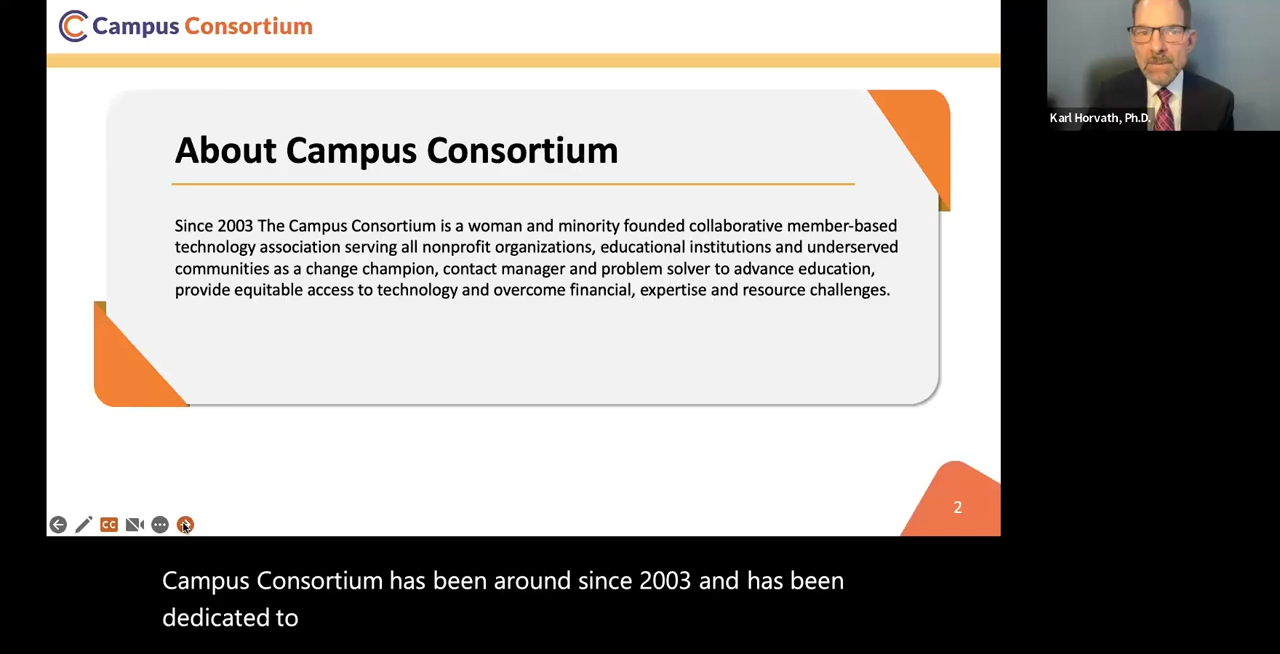 Campus Consortium
Karl Horvath, Ph.D.
About Campus Consortium
Since 2003 The Campus Consortium is a woman and minority founded collaborative member-based
technology association serving all nonprofit organizations, educational institutions and underserved
communities as a change champion, contact manager and problem solver to advance education,
provide equitable access to technology and overcome financial, expertise and resource challenges.
2
CC
Campus Consortium has been around since 2003 and has been
dedicated to